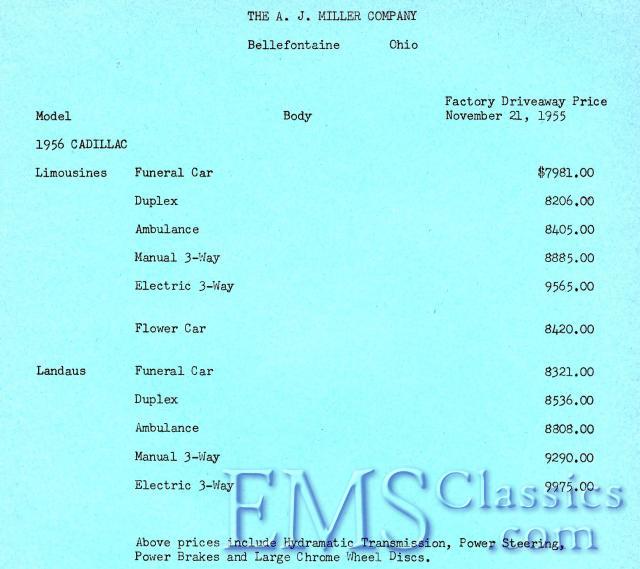 THE A. J. MILLER COMPANY
Bellefontaine Ohio
Factory Driveaway Price
Model Body November 21, 1955
1956 CADILLAC
Limousines Funeral Car $7981.00
Duplex 8206.00
Ambulance 8405.00
Manual 3-Way 8885.00
Electric 3-Way 9565.00
Flower Car 8420.00
Landaus Funeral Car 8321.00
Duplex 8536.00
Ambulance 8808.00
Manual 3-Way 9290.00
Electric 3-Way 9975.00
EMSClassics.com
Above prices include Hydramatic Transmission, Power Steering,
Power Brakes and Large Chrome Wheel Discs.